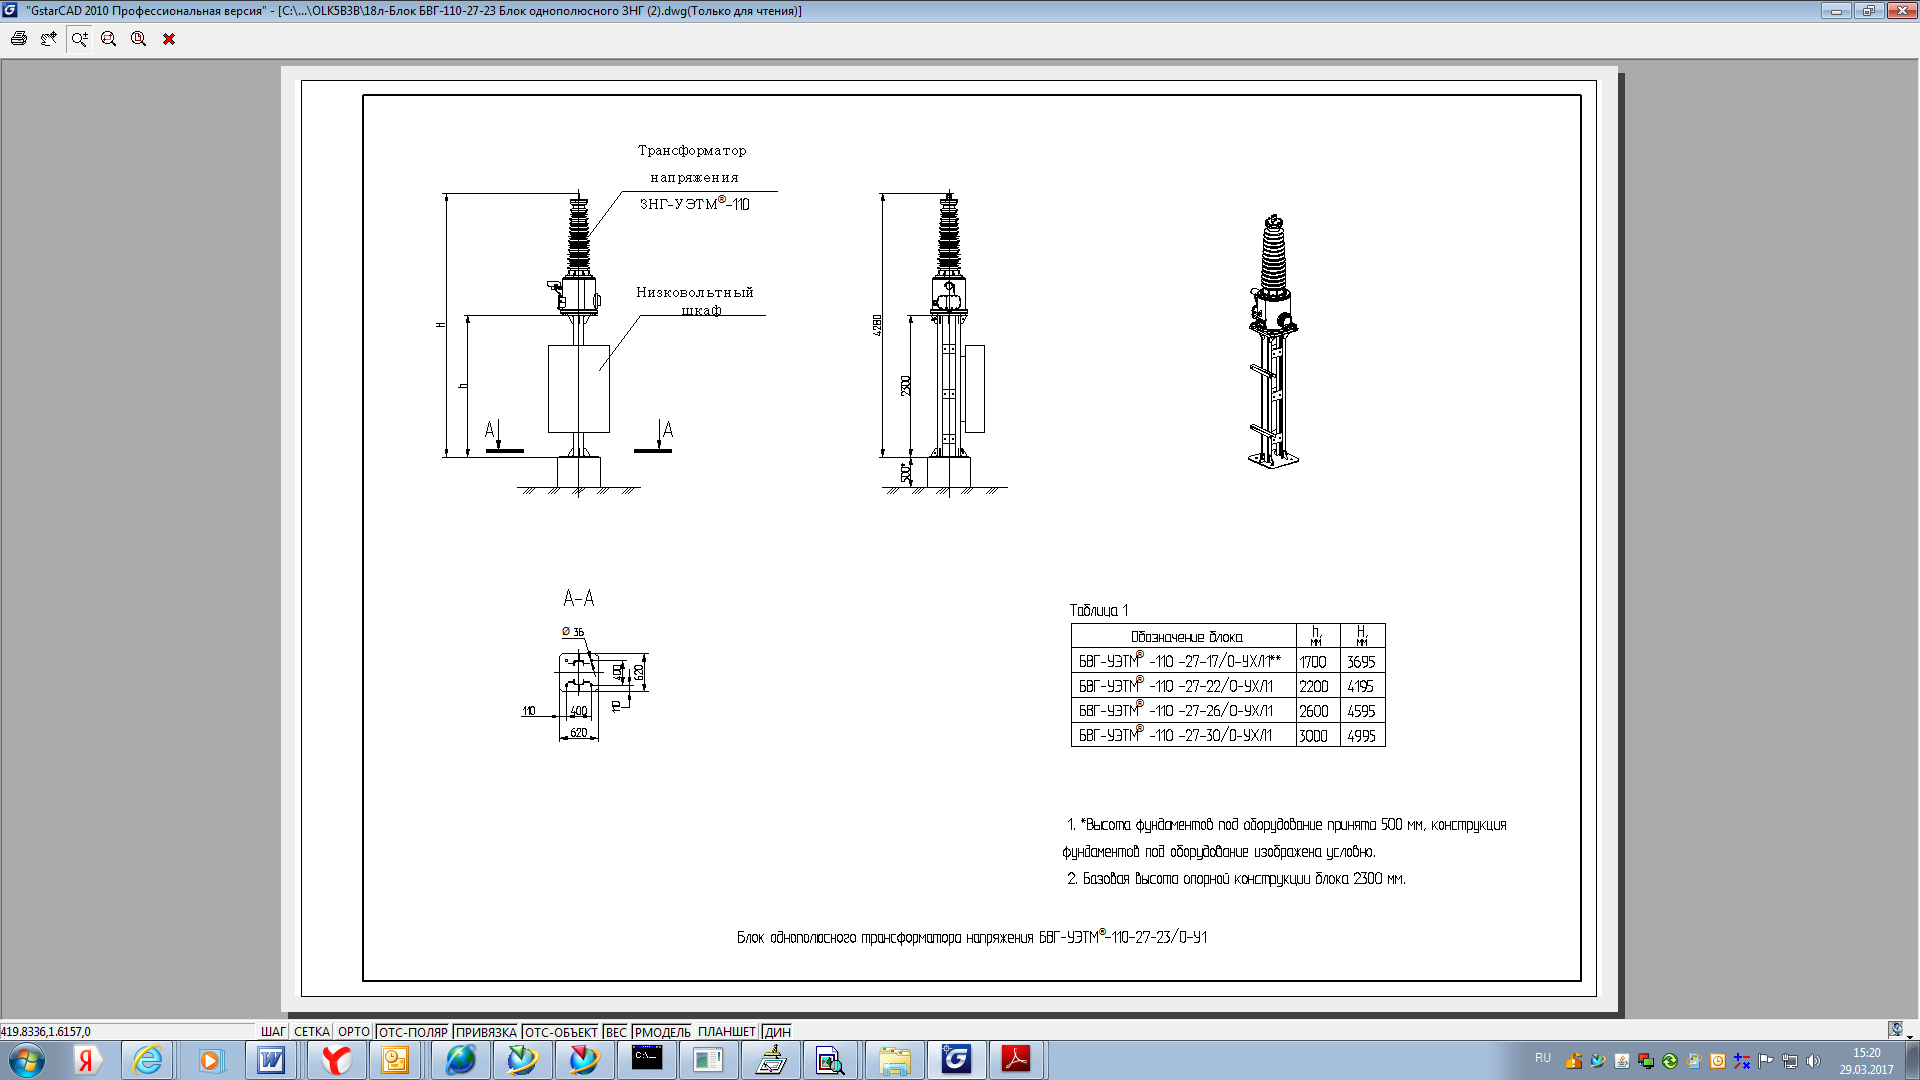 "GstarCAD 2010 Профессиональная версия" - [C:\...\OLK5B3B\18л-Блок БВГ-110-27-23 Блок однополюсного ЗНГ (2).dwg(Только для чтения)]
Трансформатор
напряжения
ЗНГ-УЭТМ®-110
Низковольтный
шкаф
H
h
А
А
4280
2300
500*
А-А
Ø 36
400
620
110
110
400
620
Таблица 1
Обозначение блока
h, мм
H, мм
БВГ-УЭТМ® -110 -27-17/0-УХЛ1** 1700 3695
БВГ-УЭТМ® -110 -27-22/0-УХЛ1 2200 4195
БВГ-УЭТМ® -110 -27-26/0-УХЛ1 2600 4595
БВГ-УЭТМ® -110 -27-30/0-УХЛ1 3000 4995
1. *Высота фундаментов под оборудование принята 500 мм, конструкция
фундаментов под оборудование изображена условно.
2. Базовая высота опорной конструкции блока 2300 мм.
Блок однополюсного трансформатора напряжения БВГ-УЭТМ®-110-27-23/0-У1
419.8336,1.6157,0 ШАГ СЕТКА ОРТО ОТС-ПОЛЯР ПРИВЯЗКА ОТС-ОБЪЕКТ ВЕС РМОДЕЛЬ ПЛАНШЕТ ДИН
RU
15:20
29.03.2017